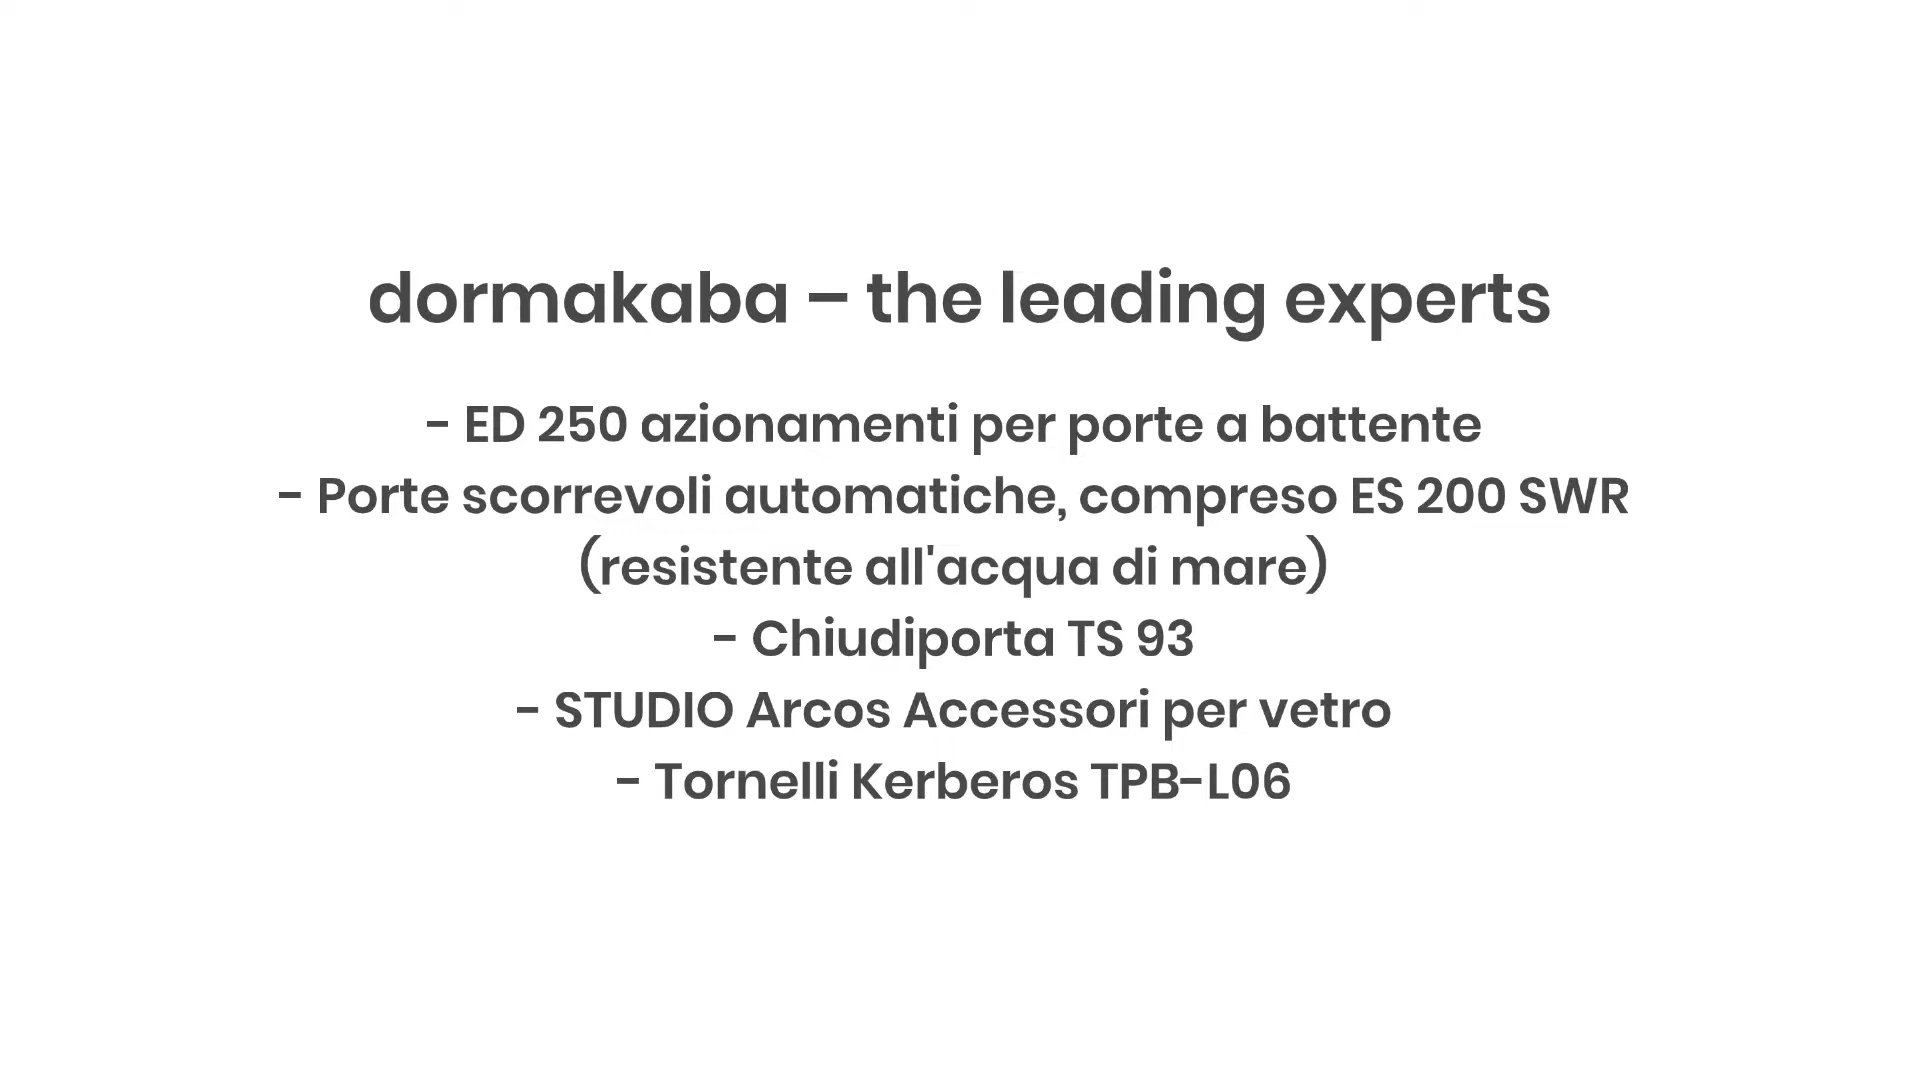 dormakaba – the leading experts
- ED 250 azionamenti per porte a battente
- Porte scorrevoli automatiche, compreso ES 200 SWR
(resistente all'acqua di mare)
- Chiudiporta TS 93
- STUDIO Arcos Accessori per vetro
- Tornelli Kerberos TPB-L06